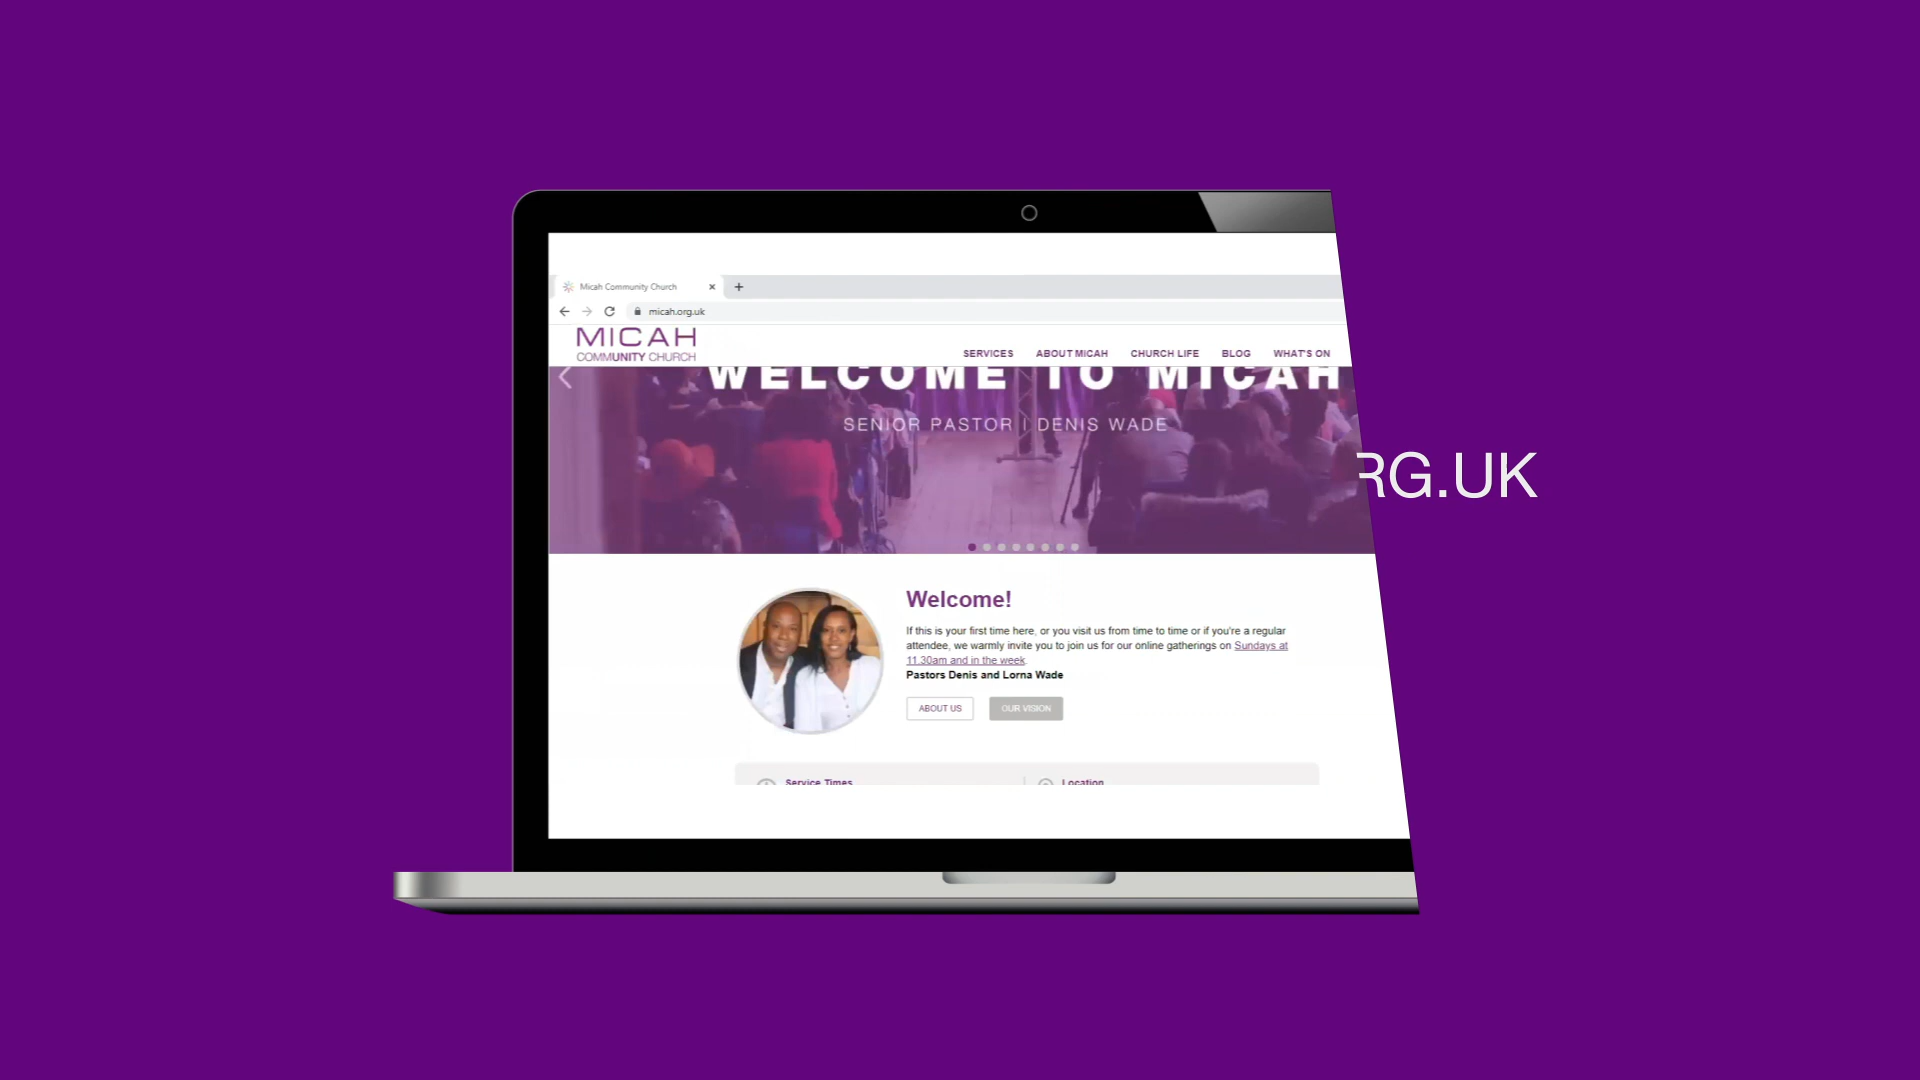 Micah Community Church
micah.org.uk
MICAH
COMMUNITY CHURCH
SERVICES ABOUT MICAH CHURCH LIFE BLOG WHAT'S ON
WELCOME TO MICAH
SENIOR PASTOR | DENIS WADE
RG.UK
Welcome!
If this is your first time here, or you visit us from time to time or if you're a regular
attendee, we warmly invite you to join us for our online gatherings on Sundays at
11.30am and in the week.
Pastors Denis and Lorna Wade
ABOUT US OUR VISION
Service Times Location